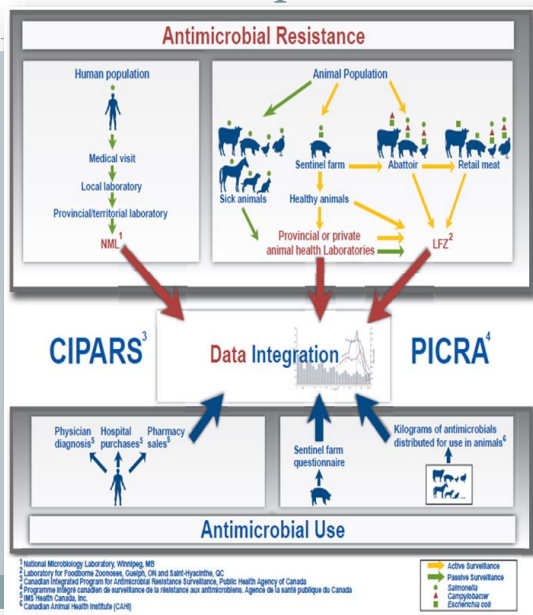 Antimicrobial Resistance
Human population
Medical visit
Local laboratory
Provincial/territorial laboratory
NML1
Animal Population
Sick animals
Sentinel farm
Abattoir
Retail meat
Healthy animals
Provincial or private
animal health Laboratories
LFZ2
CIPARS3
Data Integration
PICRA4
Physician
diagnosis5
Hospital
purchases5
Pharmacy
sales5
Sentinel farm
questionnaire
Kilograms of antimicrobials
distributed for use in animals6
Antimicrobial Use
1 National Microbiology Laboratory, Winnipeg, MB
2 Laboratory for Foodborne Zoonoses, Guelph, ON and Saint-Hyacinthe, QC
3 Canadian Integrated Program for Antimicrobial Resistance Surveillance, Public Health Agency of Canada
4 Programme intégré canadien de surveillance de la résistance aux antimicrobiens, Agence de la santé publique du Canada
5 IMS Health Canada, Inc.
6 Canadian Animal Health Institute (CAHI)
Active Surveillance
Passive Surveillance
Salmonella
Campylobacter
Escherichia coli